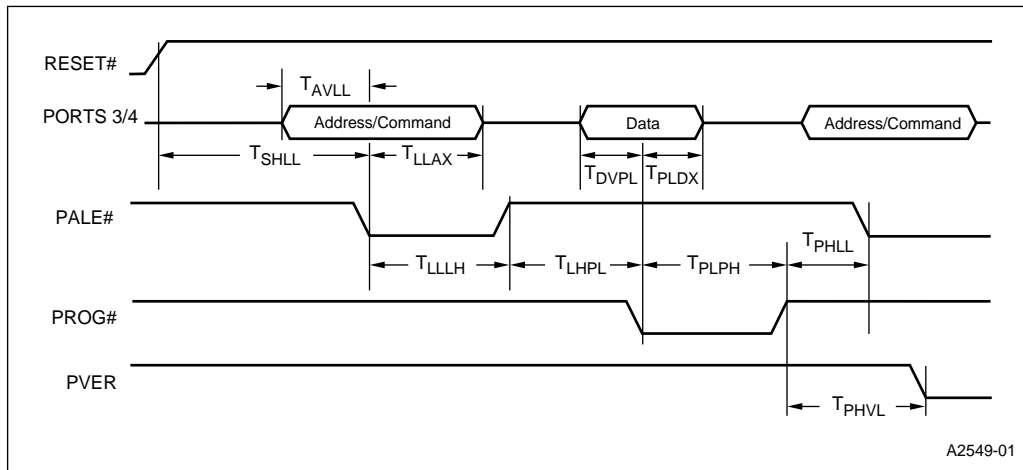 RESET#
T_AVLL
PORTS 3/4
Address/Command
Data
Address/Command
T_SHLL
T_LLAX
T_DVPL
T_PLDX
PALE#
T_PHLL
T_LLLH
T_LHPL
T_PLPH
PROG#
PVER
T_PHVL
A2549-01